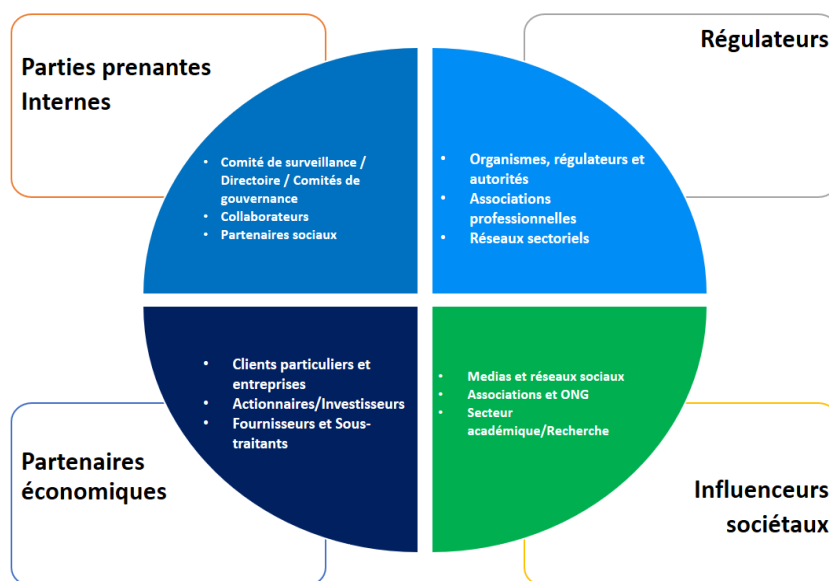 Parties prenantes
Internes
Régulateurs
• Comité de surveillance /
Directoire / Comités de
gouvernance
• Collaborateurs
• Partenaires sociaux
• Organismes, régulateurs et
autorités
• Associations
professionnelles
• Réseaux sectoriels
• Clients particuliers et
entreprises
• Actionnaires/Investisseurs
• Fournisseurs et Sous-
traitants
• Medias et réseaux sociaux
• Associations et ONG
• Secteur
académique/Recherche
Partenaires
économiques
Influenceurs
sociétaux